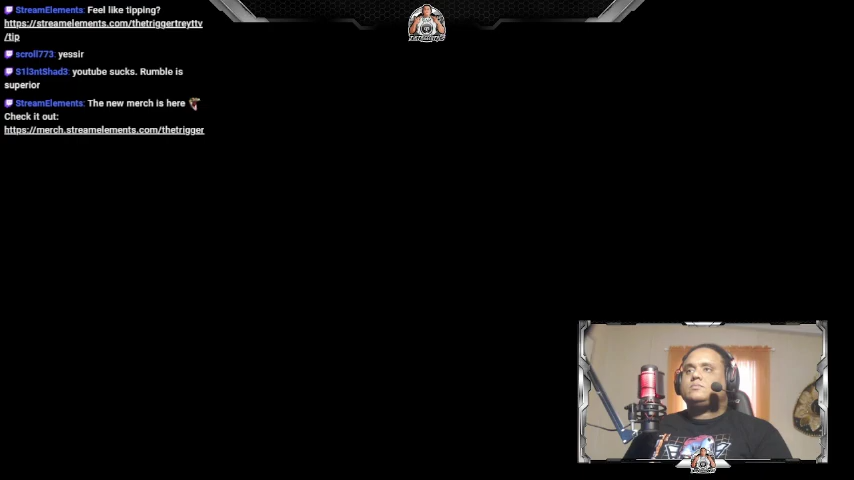 StreamElements: Feel like tipping?
https://streamelements.com/thetriggertreyttv
/tip
scroll773: yessir
S1l3ntShad3: youtube sucks. Rumble is
superior
StreamElements: The new merch is here
Check it out:
https://merch.streamelements.com/thetrigger